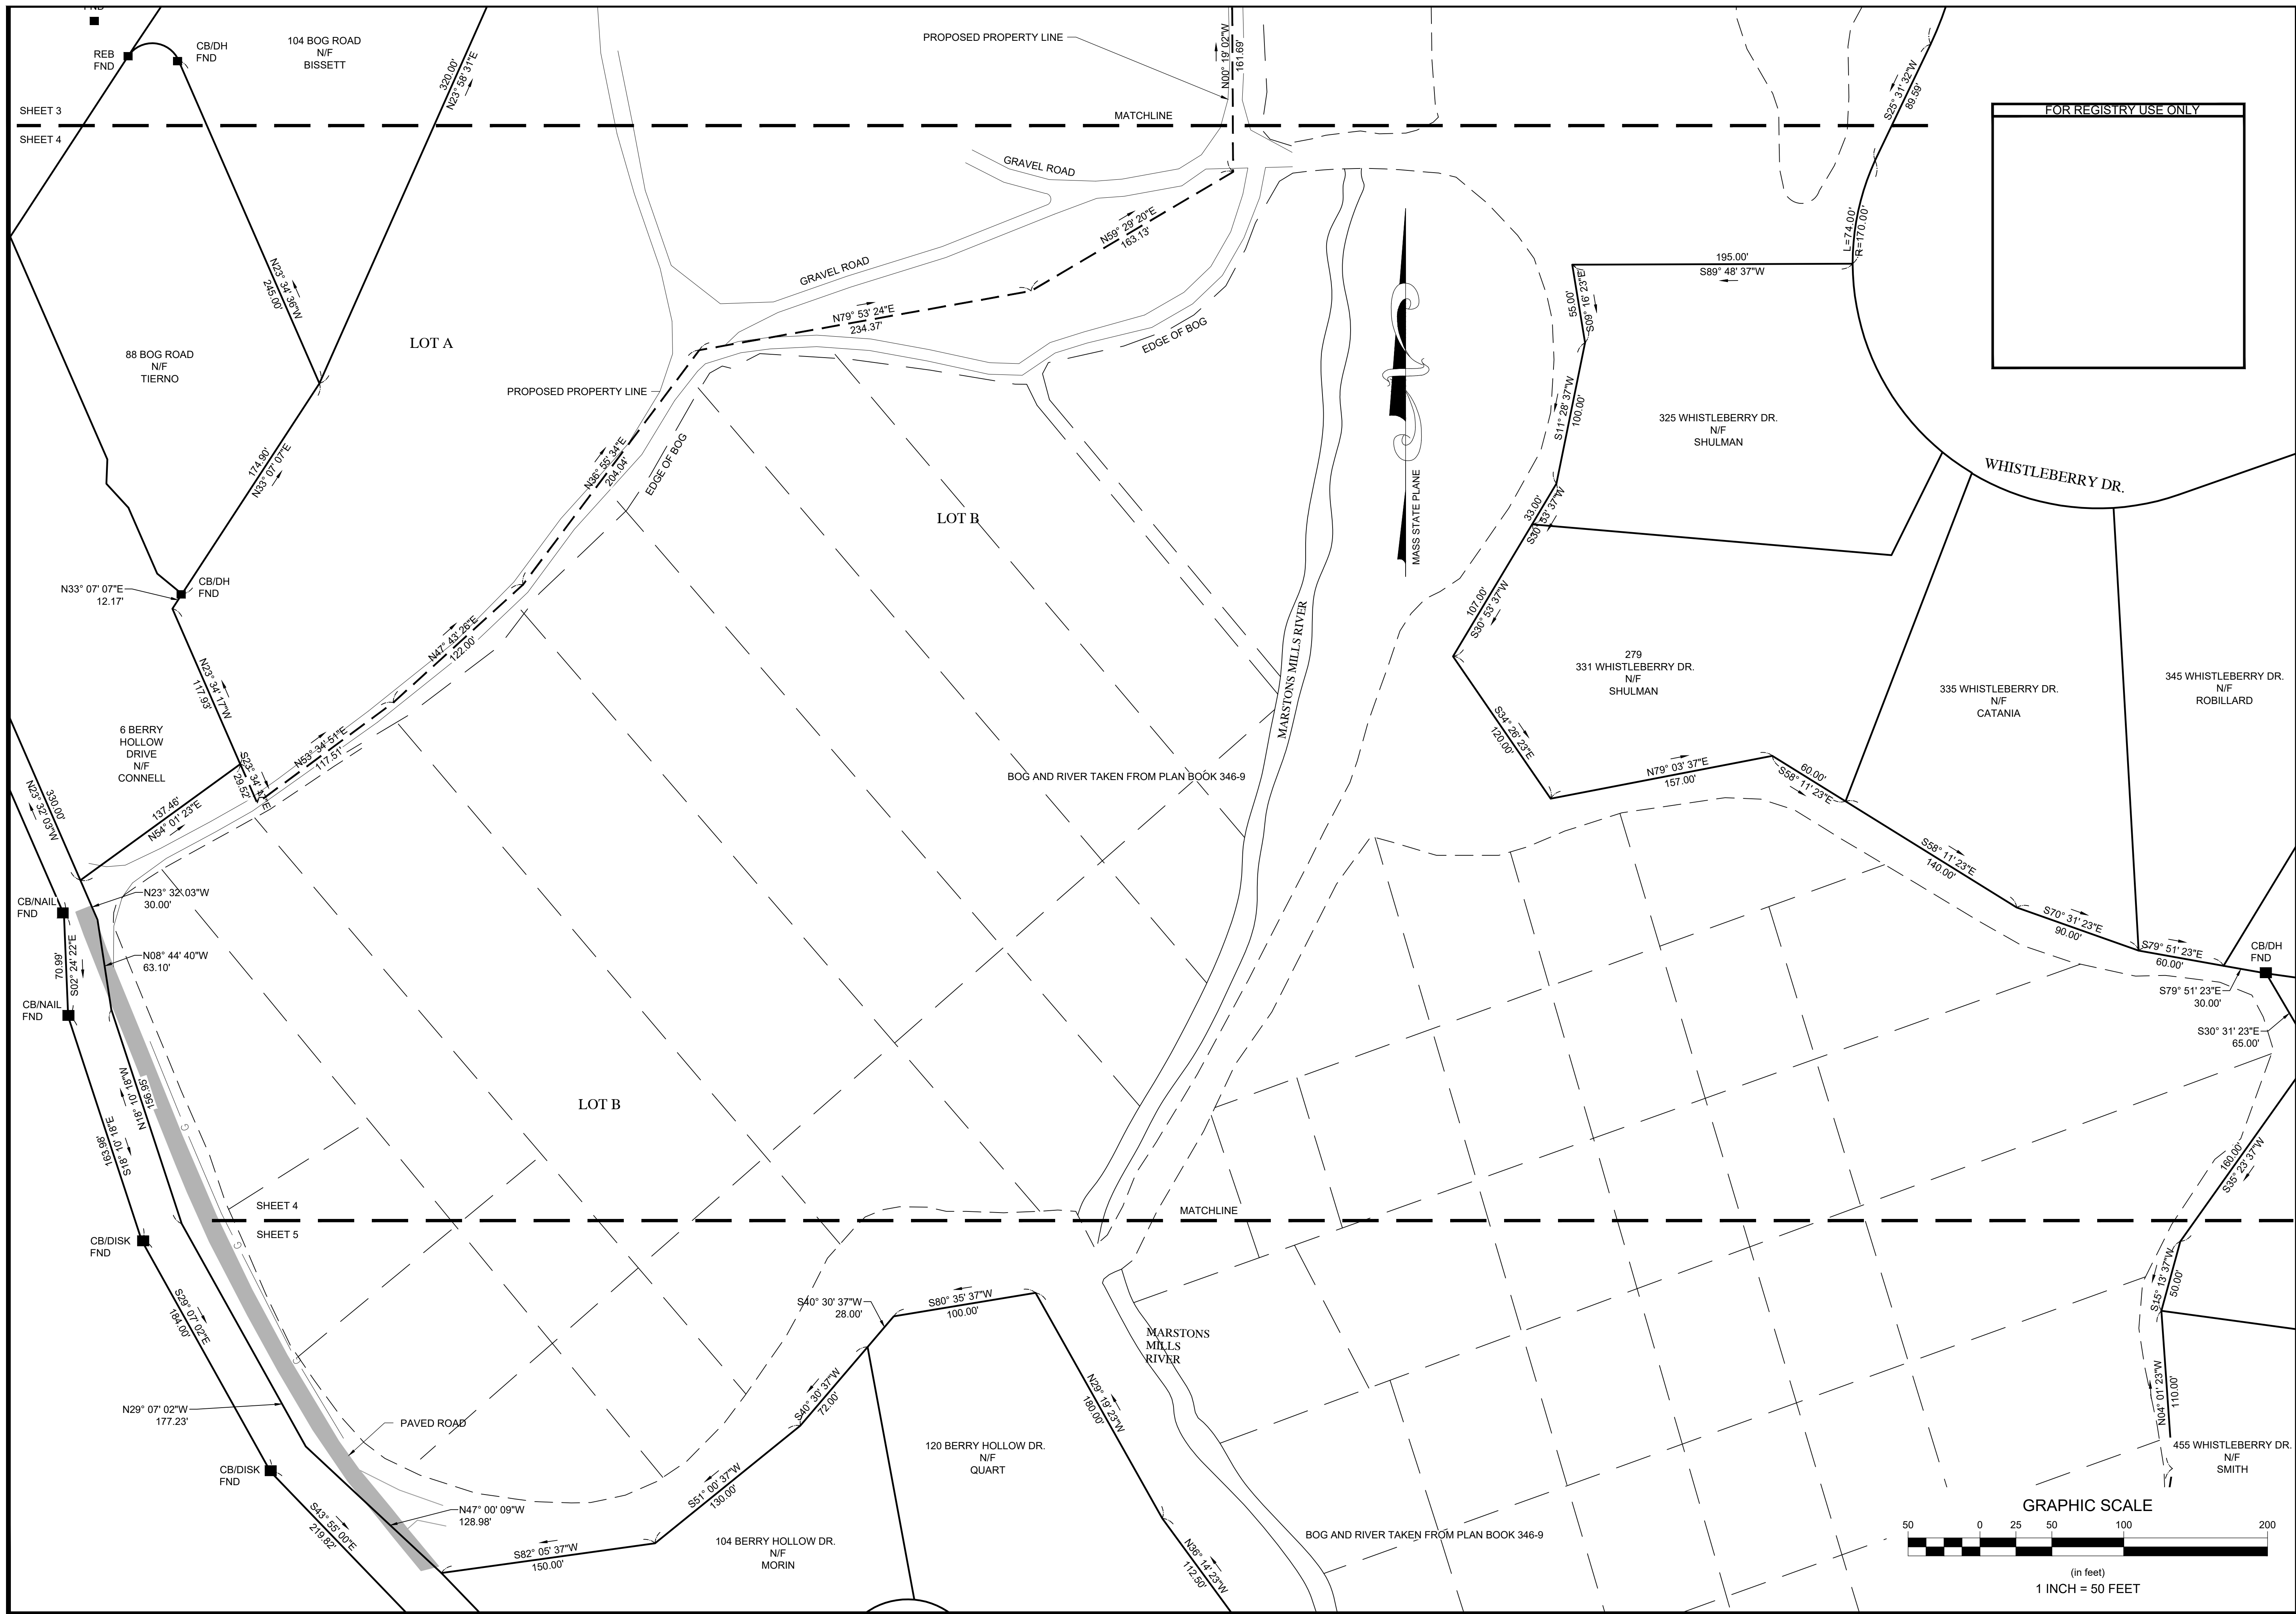 FND
REB
FND
CB/DH
FND
104 BOG ROAD
N/F
BISSETT
320.00'
N23° 58' 31"E
PROPOSED PROPERTY LINE
N00° 19' 02"W
161.69'
S25° 31' 32"W
89.59'
FOR REGISTRY USE ONLY
SHEET 3
MATCHLINE
SHEET 4
GRAVEL ROAD
N59° 29' 20"E
163.13'
L=74.00'
R=170.00'
195.00'
S89° 48' 37"W
N23° 34' 36"W
245.00'
GRAVEL ROAD
55.00'
S09° 16' 23"E
N79° 53' 24"E
234.37'
EDGE OF BOG
LOT A
88 BOG ROAD
N/F
TIERNO
PROPOSED PROPERTY LINE
S11° 28' 37"W
100.00'
325 WHISTLEBERRY DR.
N/F
SHULMAN
WHISTLEBERRY DR.
174.90'
N33° 07' 07"E
N36° 55' 34"E
204.04'
EDGE OF BOG
LOT B
MASS STATE PLANE
33.00'
S30° 53' 37"W
N33° 07' 07"E
12.17'
CB/DH
FND
107.00'
S30° 53' 37"W
N47° 43' 26"E
122.00'
MARSTONS MILLS RIVER
279
331 WHISTLEBERRY DR.
N/F
SHULMAN
335 WHISTLEBERRY DR.
N/F
CATANIA
345 WHISTLEBERRY DR.
N/F
ROBILLARD
N23° 34' 17"W
117.93'
6 BERRY
HOLLOW
DRIVE
N/F
CONNELL
N53° 34' 51"E
117.51'
S23° 34' 17"E
29.52'
S34° 26' 23"E
120.00'
BOG AND RIVER TAKEN FROM PLAN BOOK 346-9
N79° 03' 37"E
157.00'
60.00'
S58° 11' 23"E
330.00'
N23° 32' 03"W
137.46'
N54° 01' 23"E
S58° 11' 23"E
140.00'
N23° 32' 03"W
30.00'
CB/NAIL
FND
S70° 31' 23"E
90.00'
S79° 51' 23"E
60.00'
CB/DH
FND
70.99'
S02° 24' 22"E
N08° 44' 40"W
63.10'
S79° 51' 23"E
30.00'
CB/NAIL
FND
S30° 31' 23"E
65.00'
N18° 10' 18"W
156.95'
LOT B
S18° 10' 18"E
163.98'
G
160.00'
S35° 23' 37"W
SHEET 4
MATCHLINE
SHEET 5
CB/DISK
FND
G
S15° 13' 37"W
50.00'
S29° 07' 02"E
184.00'
S40° 30' 37"W
28.00'
S80° 35' 37"W
100.00'
MARSTONS
MILLS
RIVER
G
S40° 30' 37"W
72.00'
N29° 19' 23"W
180.00'
N04° 01' 23"W
110.00'
N29° 07' 02"W
177.23'
PAVED ROAD
120 BERRY HOLLOW DR.
N/F
QUART
455 WHISTLEBERRY DR.
N/F
SMITH
CB/DISK
FND
S51° 00' 37"W
130.00'
S43° 55' 00"E
219.82'
N47° 00' 09"W
128.98'
S82° 05' 37"W
150.00'
104 BERRY HOLLOW DR.
N/F
MORIN
N36° 14' 23"W
112.50'
BOG AND RIVER TAKEN FROM PLAN BOOK 346-9
GRAPHIC SCALE
50 0 25 50 100 200
(in feet)
1 INCH = 50 FEET